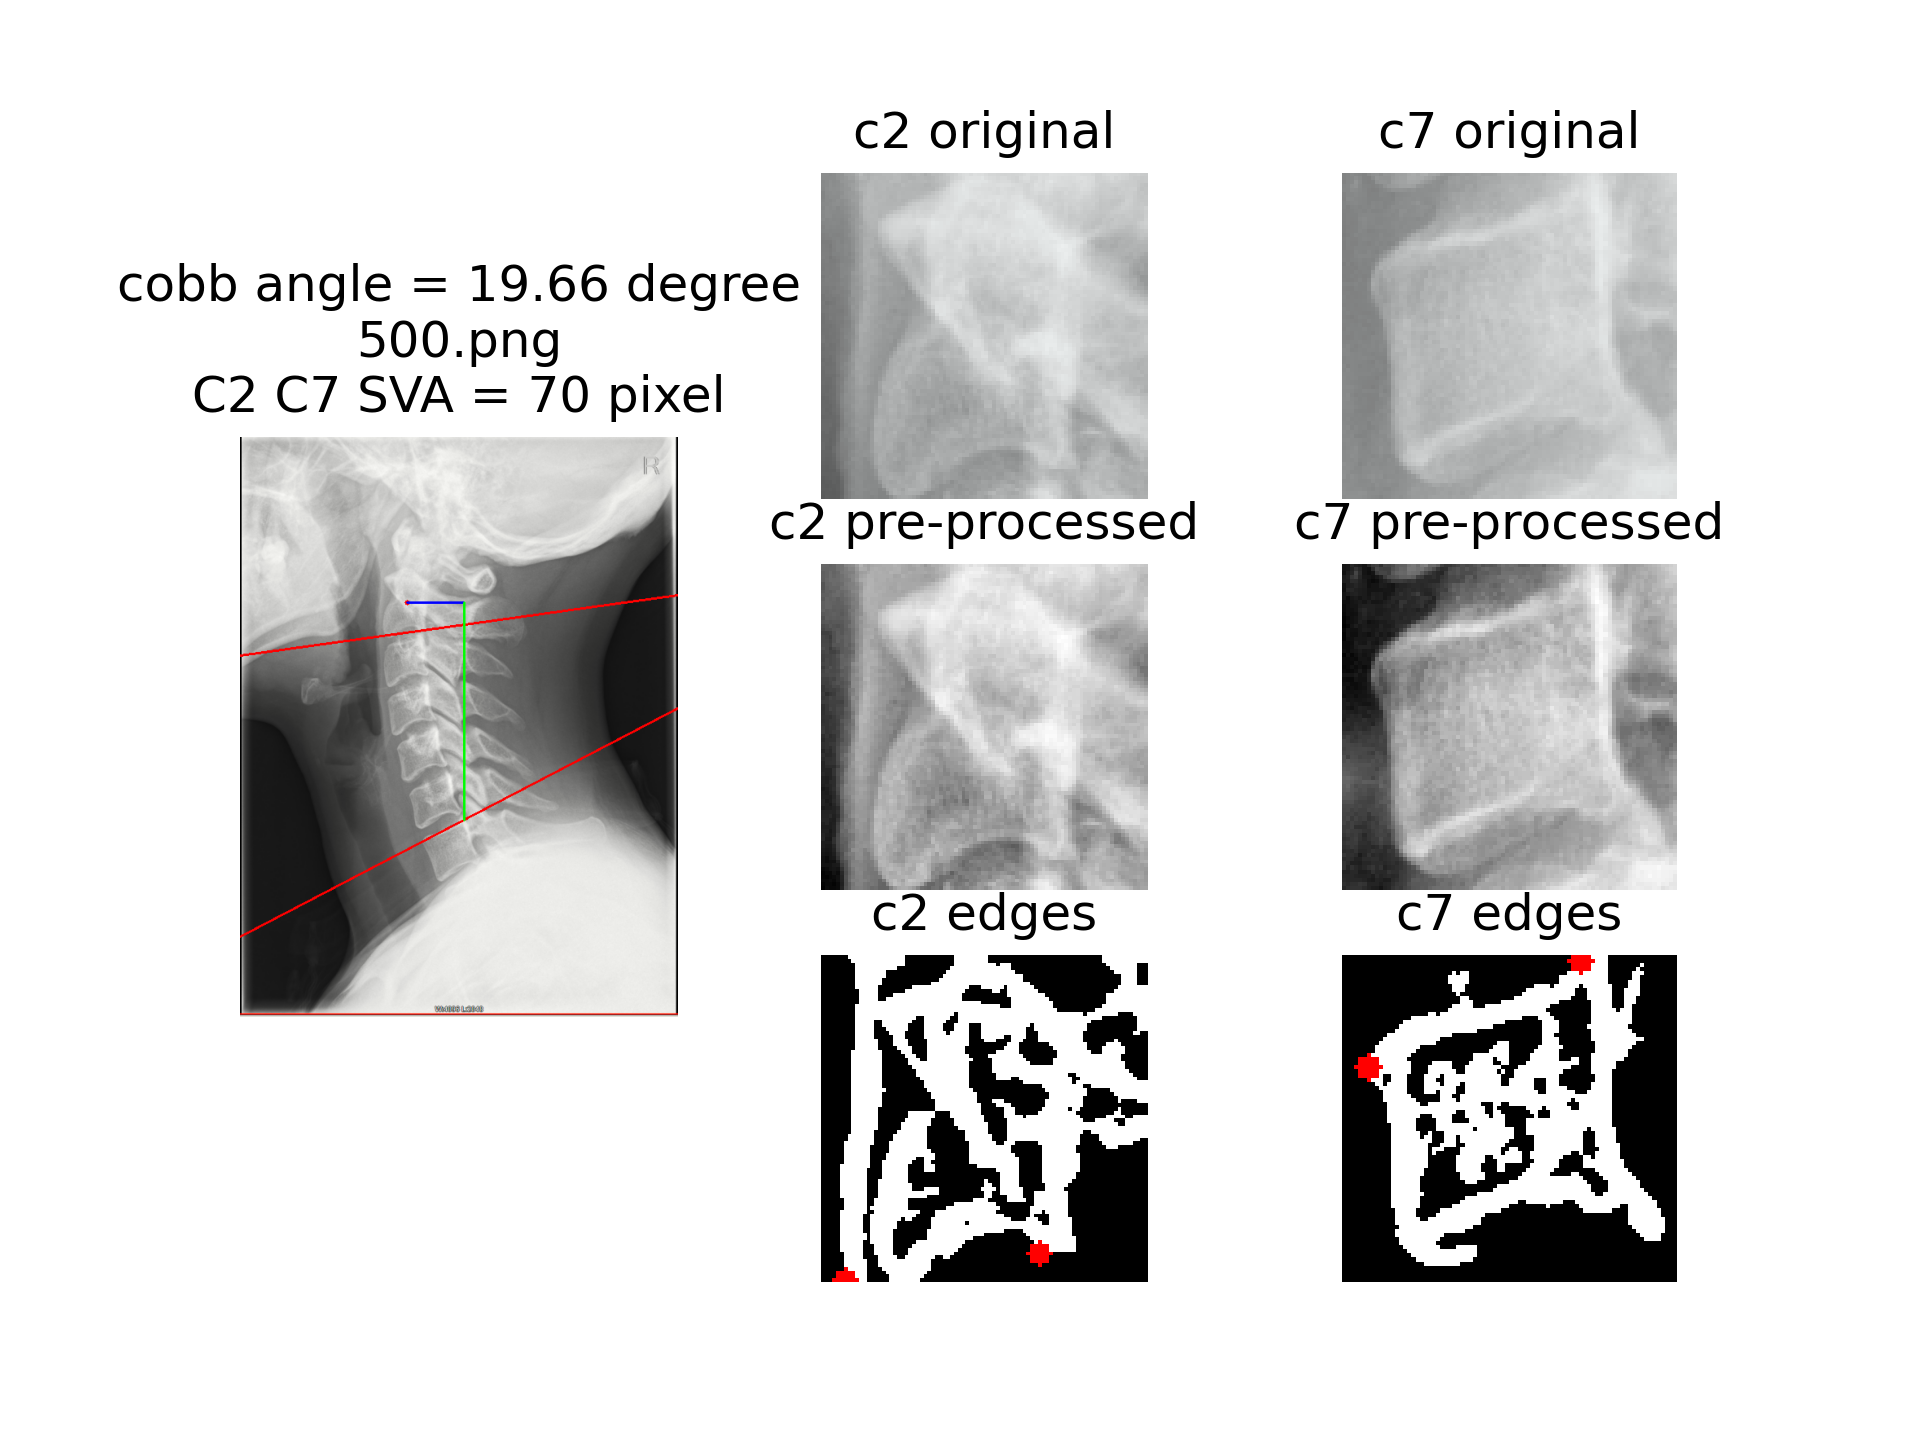 cobb angle = 19.66 degree
500.png
C2 C7 SVA = 70 pixel
R
c2 original
c7 original
c2 pre-processed
c7 pre-processed
c2 edges
c7 edges